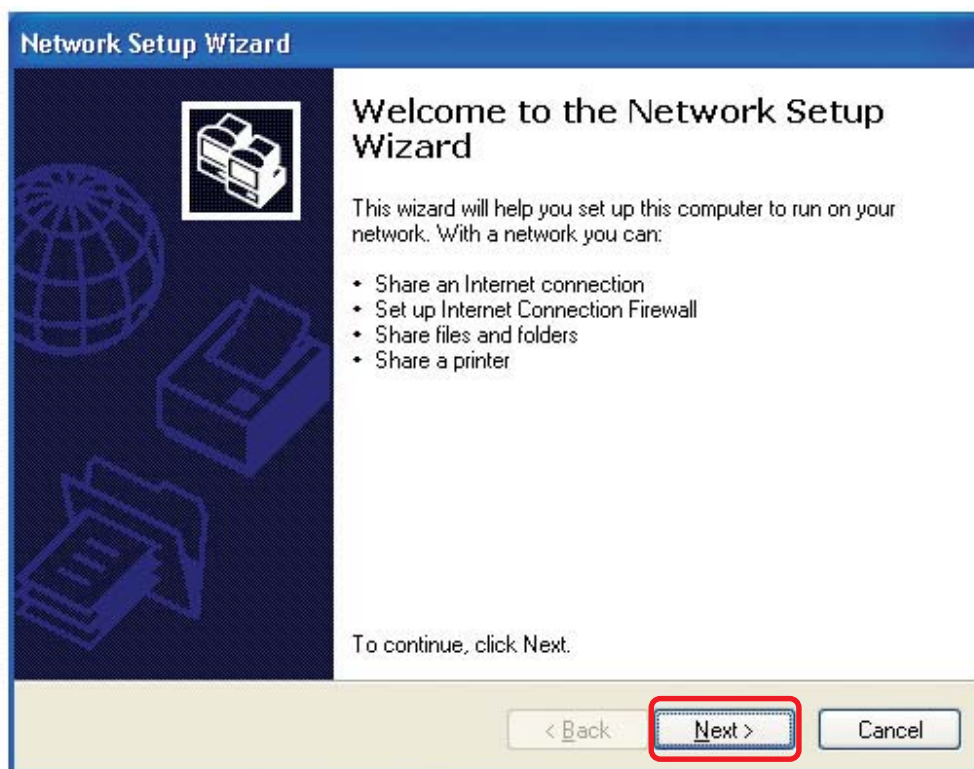 Network Setup Wizard
Welcome to the Network Setup
Wizard
This wizard will help you set up this computer to run on your
network. With a network you can:
• Share an Internet connection
• Set up Internet Connection Firewall
• Share files and folders
• Share a printer
To continue, click Next.
< Back Next > Cancel